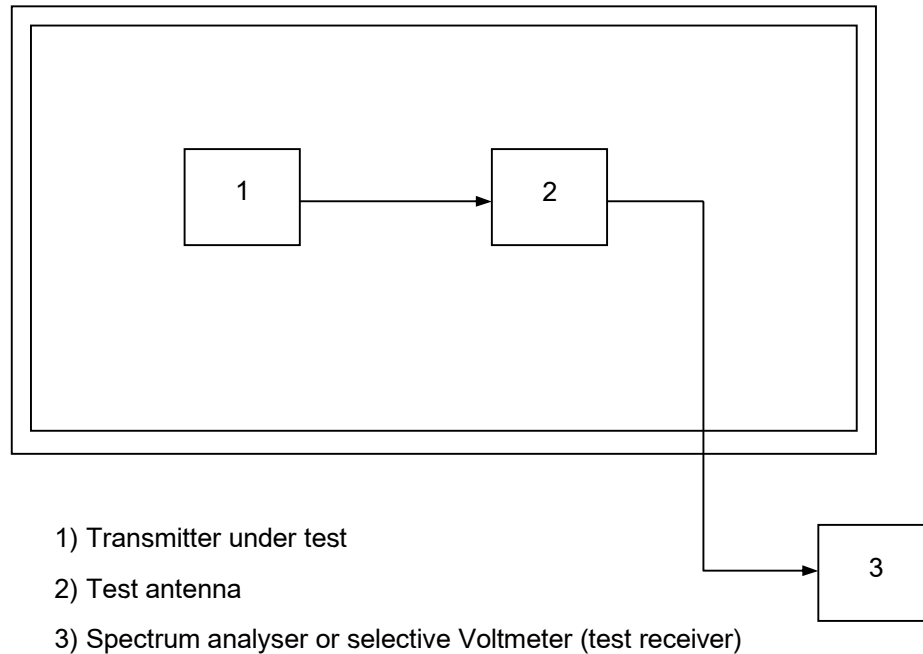 1
2
3
1) Transmitter under test
2) Test antenna
3) Spectrum analyser or selective Voltmeter (test receiver)